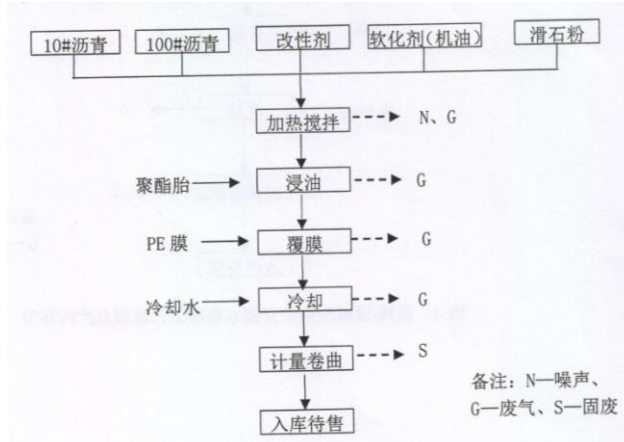 10#沥青 100#沥青 改性剂 软化剂(机油) 滑石粉
加热搅拌 N、G
聚酯胎 浸油 G
PE膜 覆膜 G
冷却水 冷却 G
计量卷曲 S
备注：N—噪声、
G—废气、S—固废
入库待售